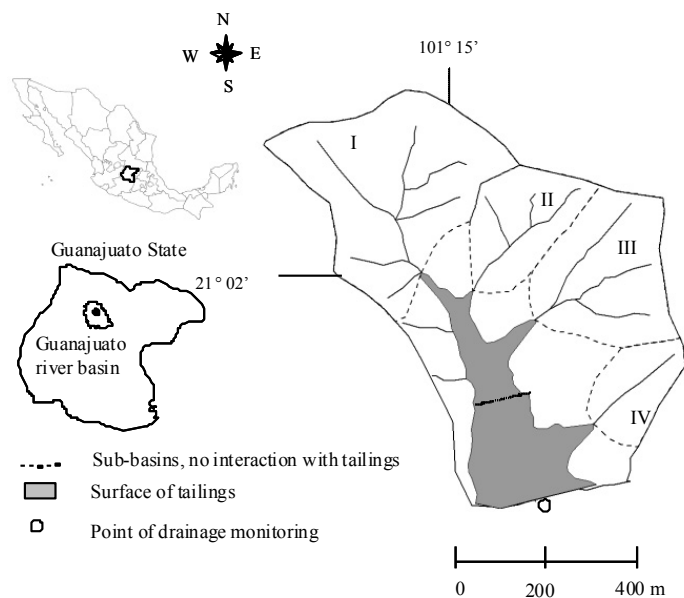 N
W E
S
101° 15’
I
II
III
IV
Guanajuato State
21° 02’
Guanajuato
river basin
Sub-basins, no interaction with tailings
Surface of tailings
Point of drainage monitoring
0 200 400 m